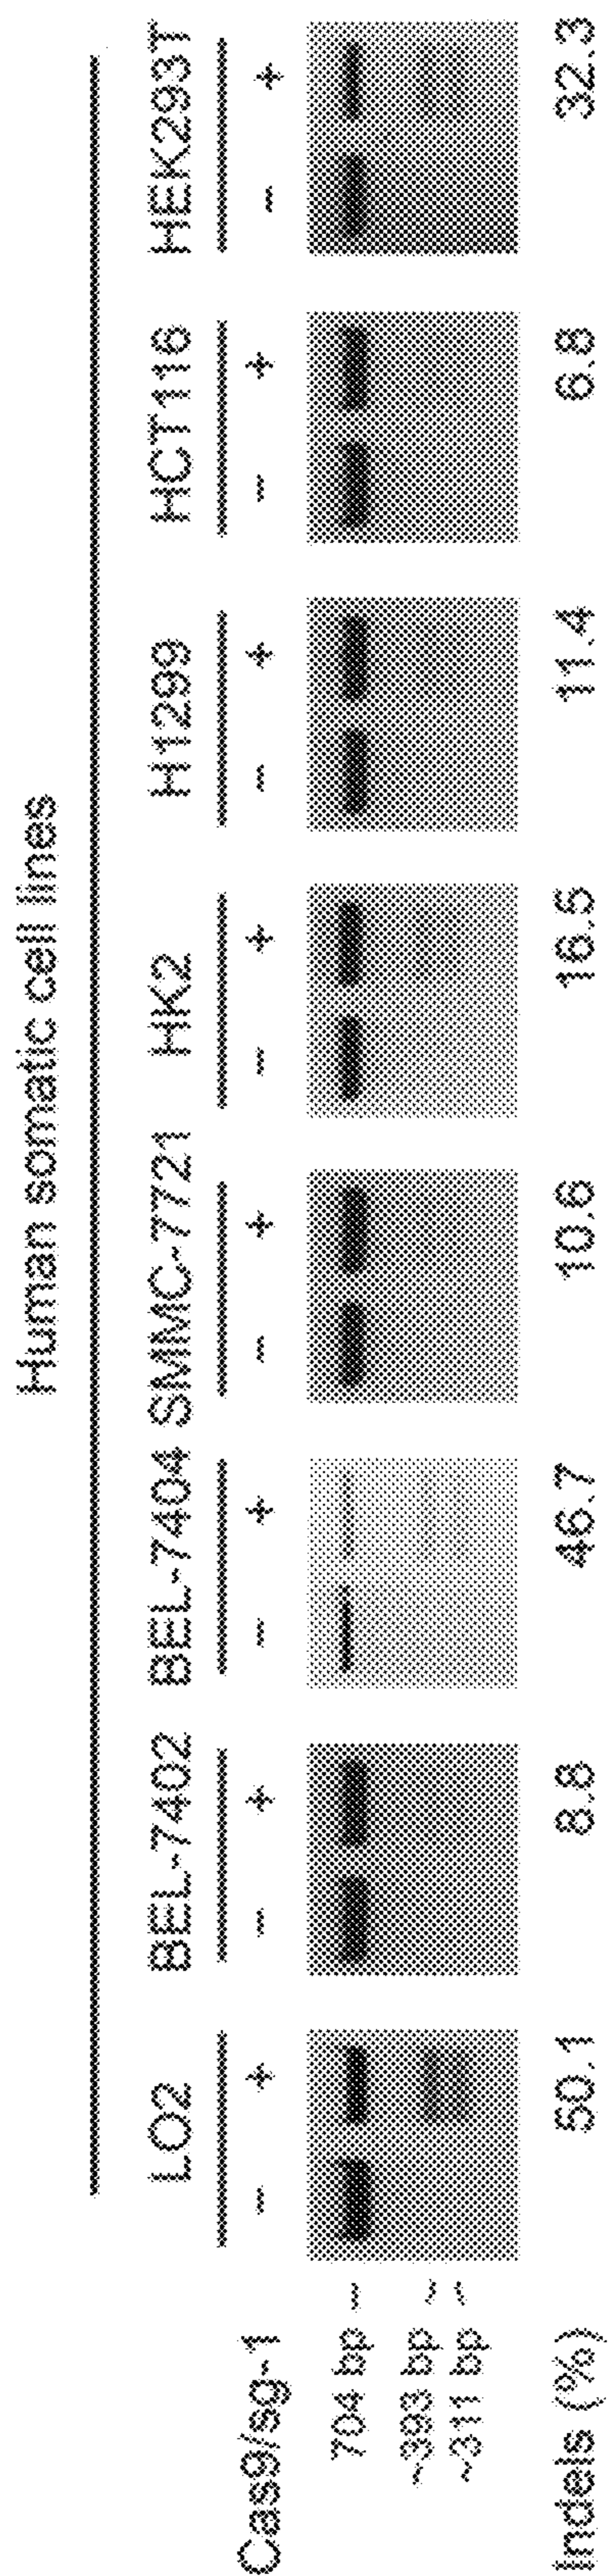 Human somatic cell lines
LO2 BEL-7402 BEL-7404 SMMC-7721 HK2 H1299 HCT116 HEK293T
Cas9/sg-1 − + − + − + − + − + − + − + − +
704 bp
~393 bp
~311 bp
Indels (%) 50.1 8.8 46.7 10.6 16.5 11.4 6.8 32.3